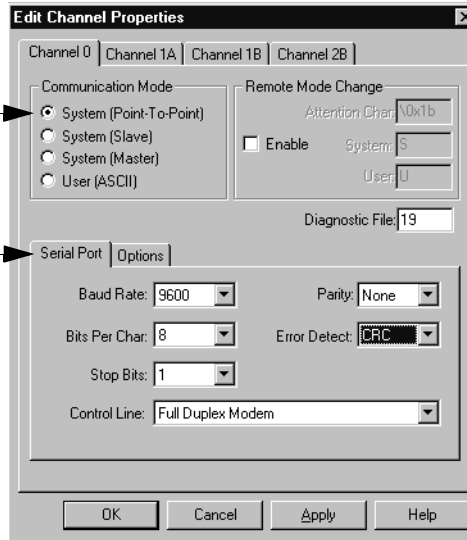 Edit Channel Properties
Channel 0 Channel 1A Channel 1B Channel 2B
Communication Mode
System (Point-To-Point)
System (Slave)
System (Master)
User (ASCII)
Remote Mode Change
Attention Char: \0x1b
Enable System: S
User: U
Diagnostic File: 19
Serial Port Options
Baud Rate: 9600 Parity: None
Bits Per Char: 8 Error Detect: CRC
Stop Bits: 1
Control Line: Full Duplex Modem
OK Cancel Apply Help